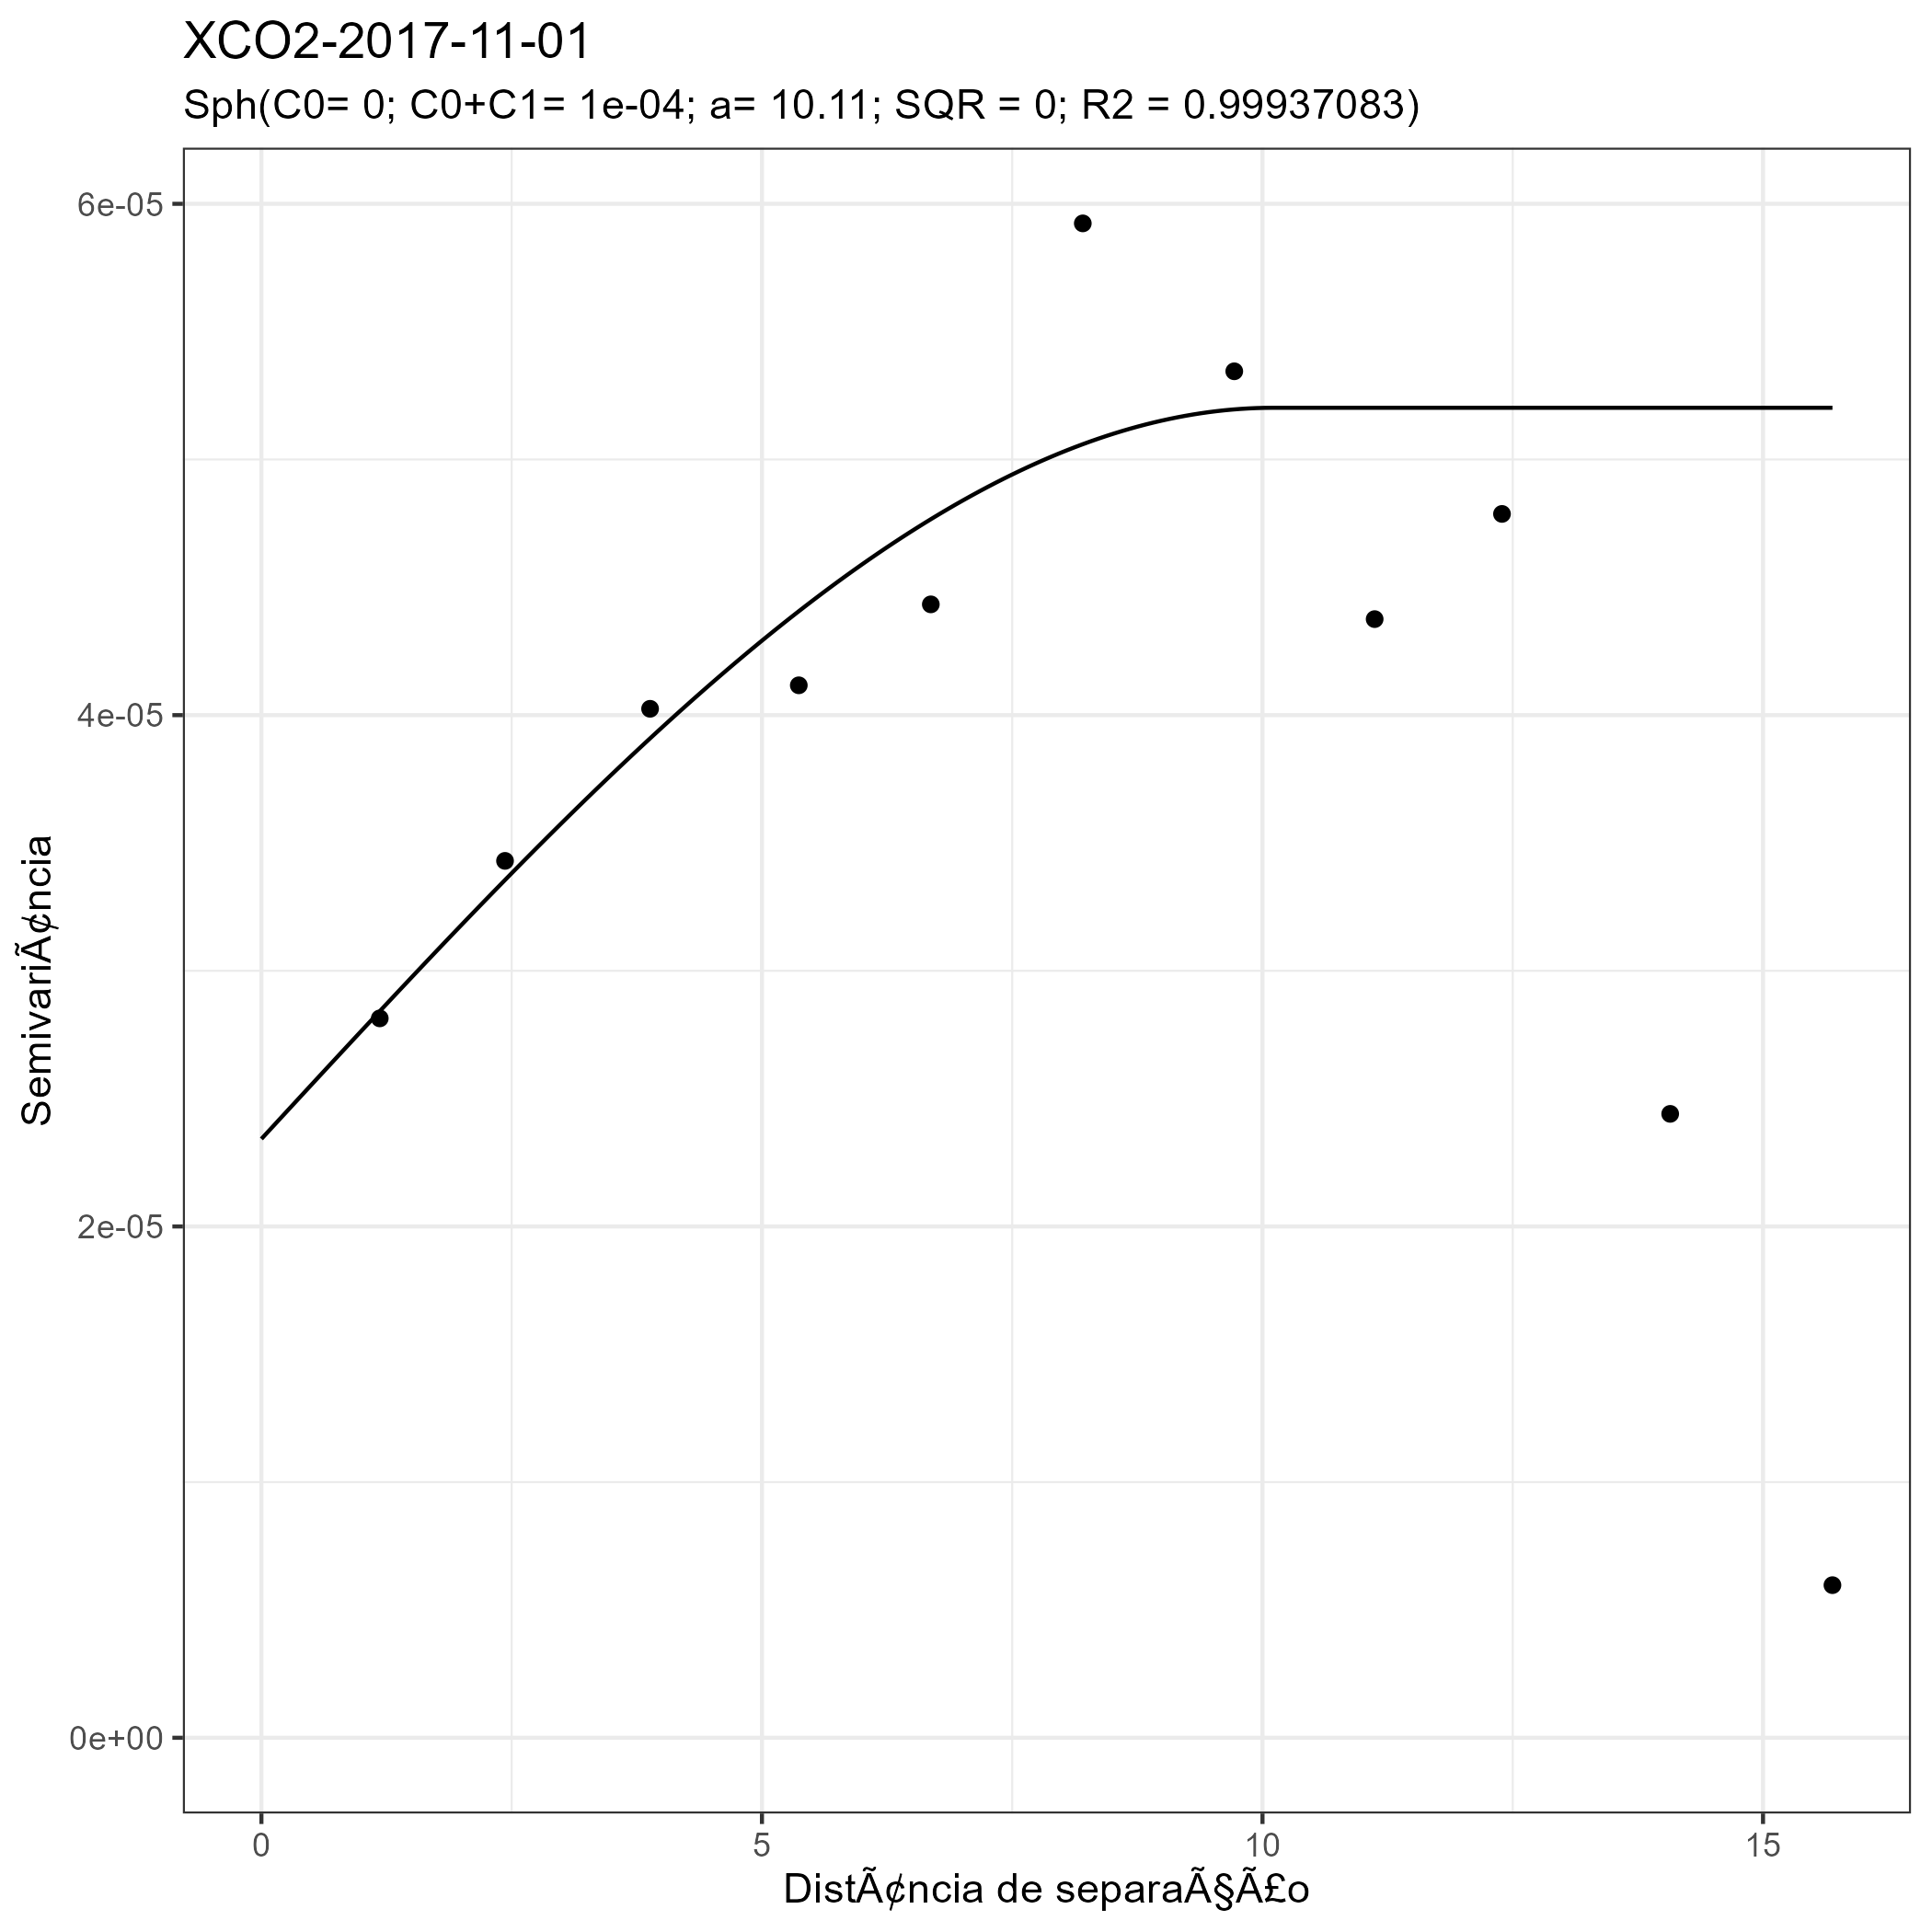 XCO2-2017-11-01
Sph(C0= 0; C0+C1= 1e-04; a= 10.11; SQR = 0; R2 = 0.99937083)
6e-05
4e-05
2e-05
0e+00
SemivariÃ¢ncia
0 5 10 15
DistÃ¢ncia de separaÃ§Ã£o